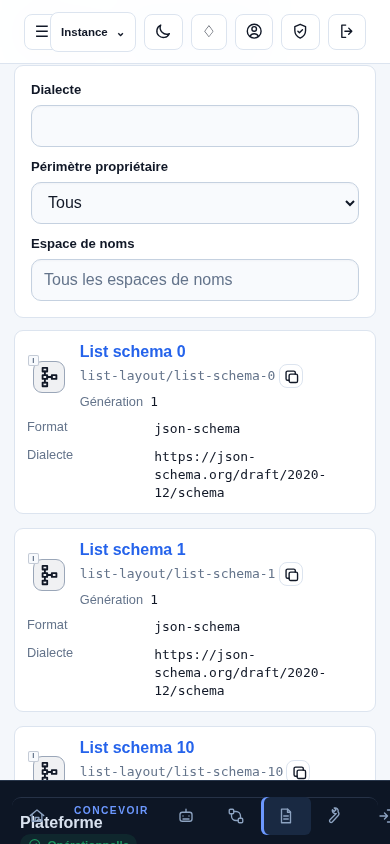 Instance
Dialecte
Périmètre propriétaire
Tous
Espace de noms
Tous les espaces de noms
I
List schema 0
list-layout/list-schema-0
Génération 1
Format json-schema
Dialecte https://json-
schema.org/draft/2020-
12/schema
I
List schema 1
list-layout/list-schema-1
Génération 1
Format json-schema
Dialecte https://json-
schema.org/draft/2020-
12/schema
I
List schema 10
list-layout/list-schema-10
CONCEVOIR
Plateforme
Opérationnelle